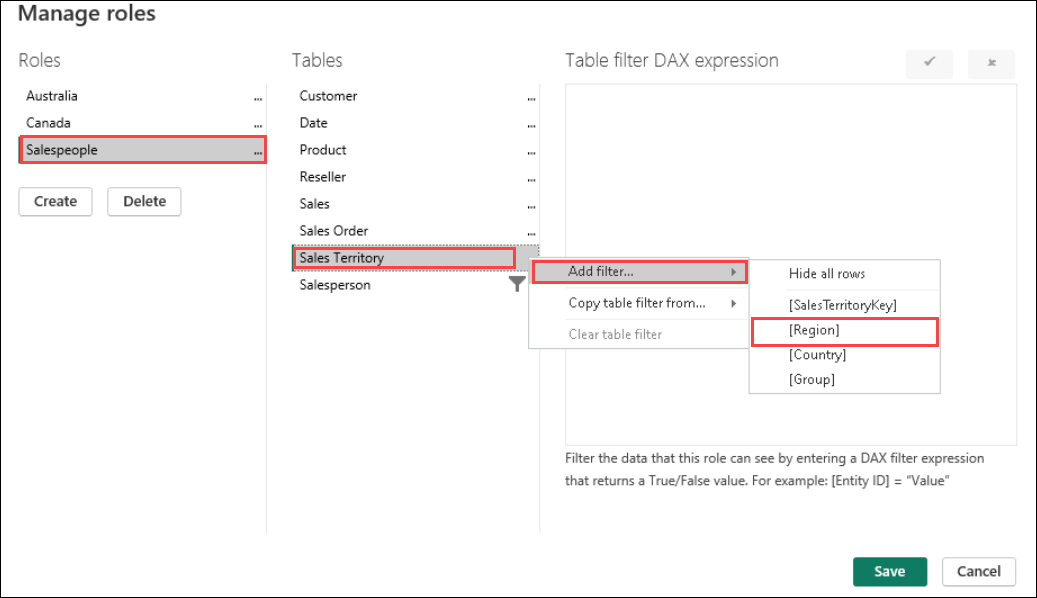 Manage roles
Roles
Australia ...
Canada ...
Salespeople ...
Create Delete
Tables
Customer ...
Date ...
Product ...
Reseller ...
Sales ...
Sales Order ...
Sales Territory
Salesperson
Add filter...
Copy table filter from...
Clear table filter
Hide all rows
[SalesTerritoryKey]
[Region]
[Country]
[Group]
Table filter DAX expression
Filter the data that this role can see by entering a DAX filter expression
that returns a True/False value. For example: [Entity ID] = “Value”
Save Cancel